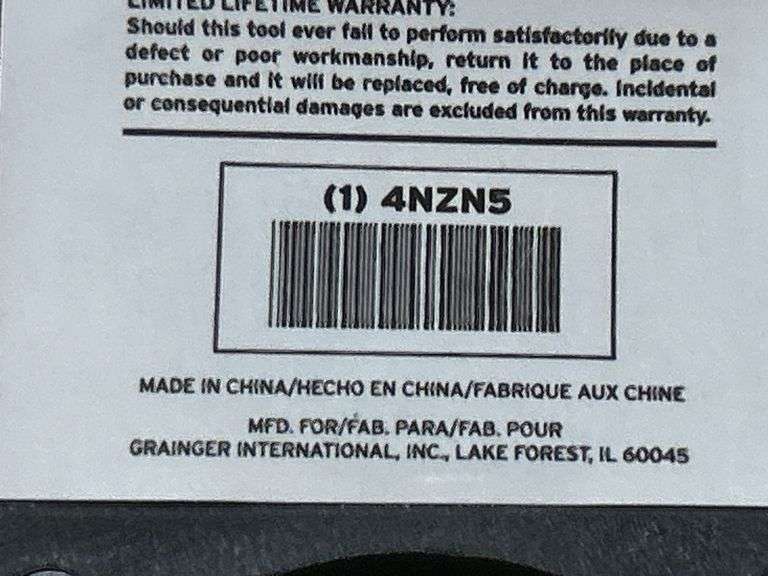 LIMITED LIFETIME WARRANTY:
Should this tool ever fail to perform satisfactorily due to a
defect or poor workmanship, return it to the place of
purchase and it will be replaced, free of charge. Incidental
or consequential damages are excluded from this warranty.
(1) 4NZN5
MADE IN CHINA/HECHO EN CHINA/FABRIQUE AUX CHINE
MFD. FOR/FAB. PARA/FAB. POUR
GRAINGER INTERNATIONAL, INC., LAKE FOREST, IL 60045